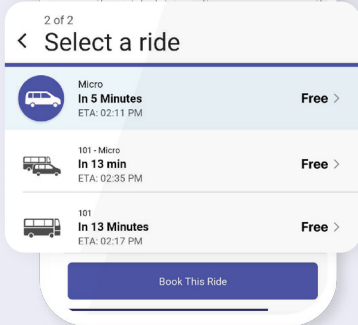 2 of 2
Select a ride
Micro
In 5 Minutes
Free
ETA: 02:11 PM
101 - Micro
In 13 min
Free
ETA: 02:35 PM
101
In 13 Minutes
Free
ETA: 02:17 PM
Book This Ride